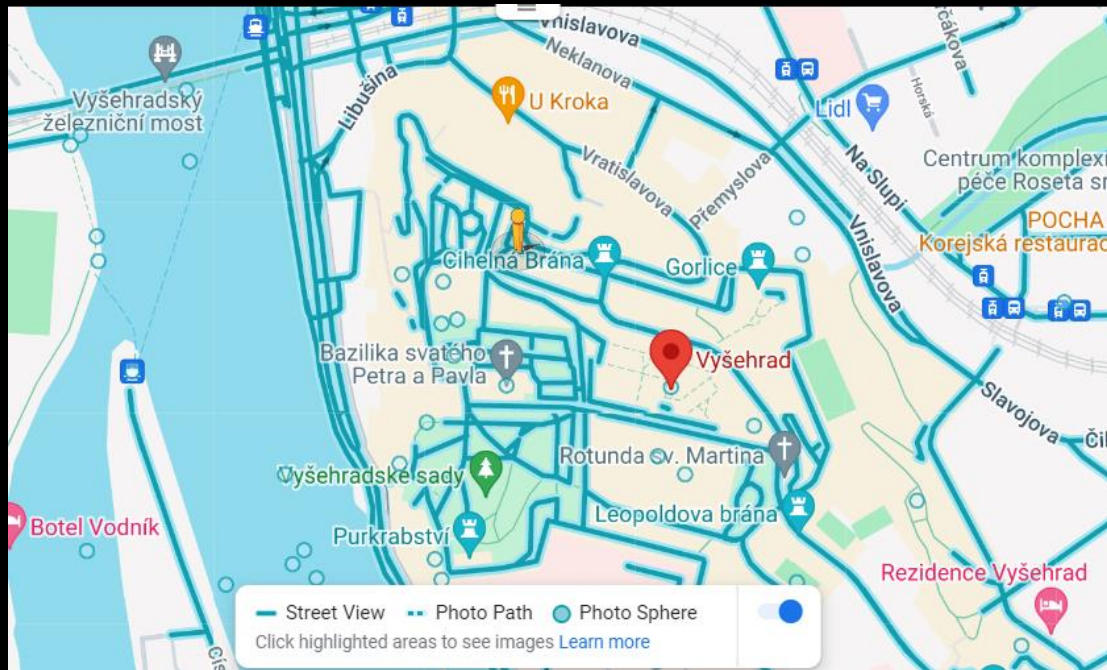 Vnislavova
Neklanova
Libušina
Vyšehradský
železniční most
U Kroka
Lidl
Horská
Vratislavova
Přemyslova
Na Slupi
Centrum komplexní
péče Roseta
POCHA
Korejská restaurac
Vnislavova
Cihelná Brána
Gorlice
Bazilika svatého
Petra a Pavla
Vyšehrad
Slavojova
Rotunda sv. Martina
Vyšehradské sady
Leopoldova brána
Botel Vodník
Purkrabství
Rezidence Vyšehrad
Street View
Photo Path
Photo Sphere
Click highlighted areas to see images Learn more